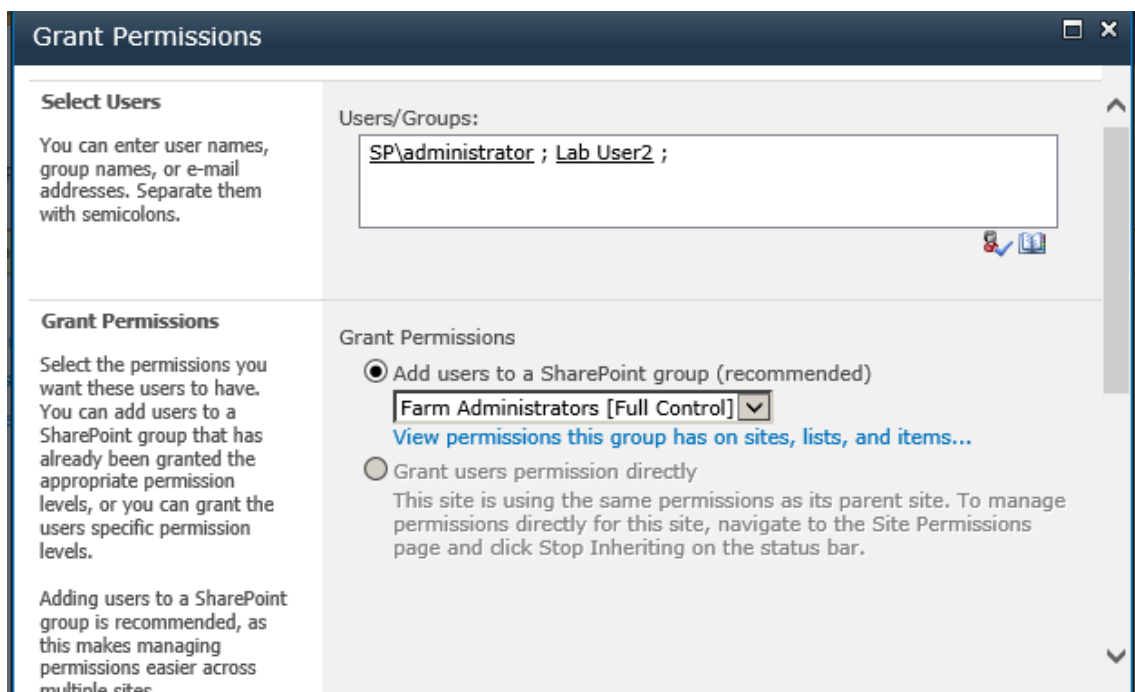 Grant Permissions
Select Users
You can enter user names,
group names, or e-mail
addresses. Separate them
with semicolons.
Users/Groups:
SP\administrator ; Lab User2 ;
Grant Permissions
Select the permissions you
want these users to have.
You can add users to a
SharePoint group that has
already been granted the
appropriate permission
levels, or you can grant the
users specific permission
levels.
Adding users to a SharePoint
group is recommended, as
this makes managing
permissions easier across
multiple sites.
Grant Permissions
Add users to a SharePoint group (recommended)
Farm Administrators [Full Control]
View permissions this group has on sites, lists, and items...
Grant users permission directly
This site is using the same permissions as its parent site. To manage
permissions directly for this site, navigate to the Site Permissions
page and click Stop Inheriting on the status bar.